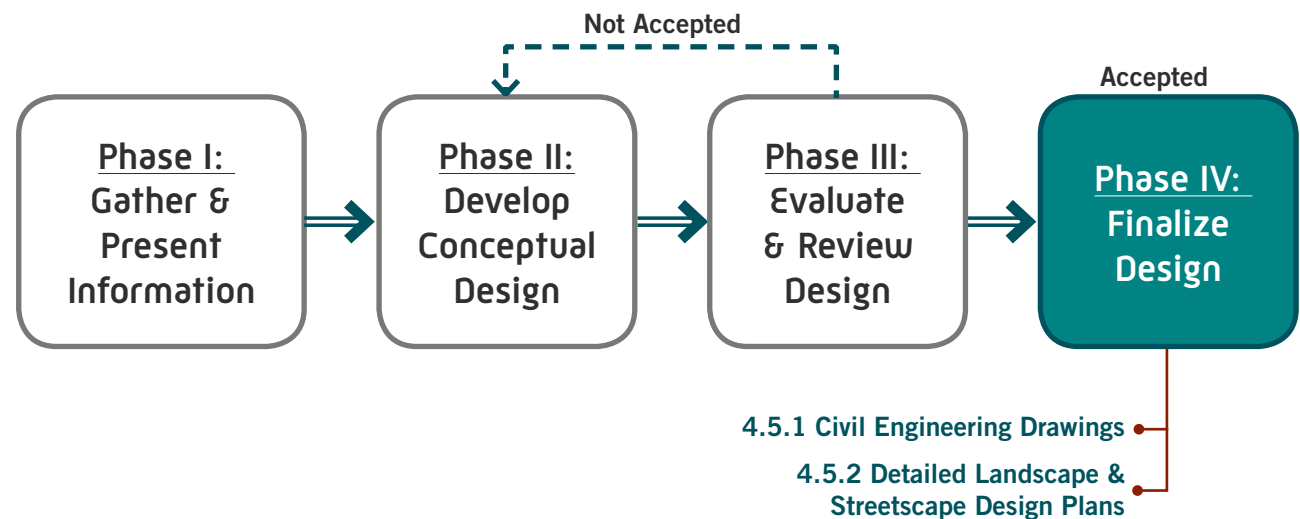 Not Accepted
Accepted
Phase I:
Gather &
Present
Information
Phase II:
Develop
Conceptual
Design
Phase III:
Evaluate
& Review
Design
Phase IV:
Finalize
Design
4.5.1 Civil Engineering Drawings
4.5.2 Detailed Landscape &
Streetscape Design Plans